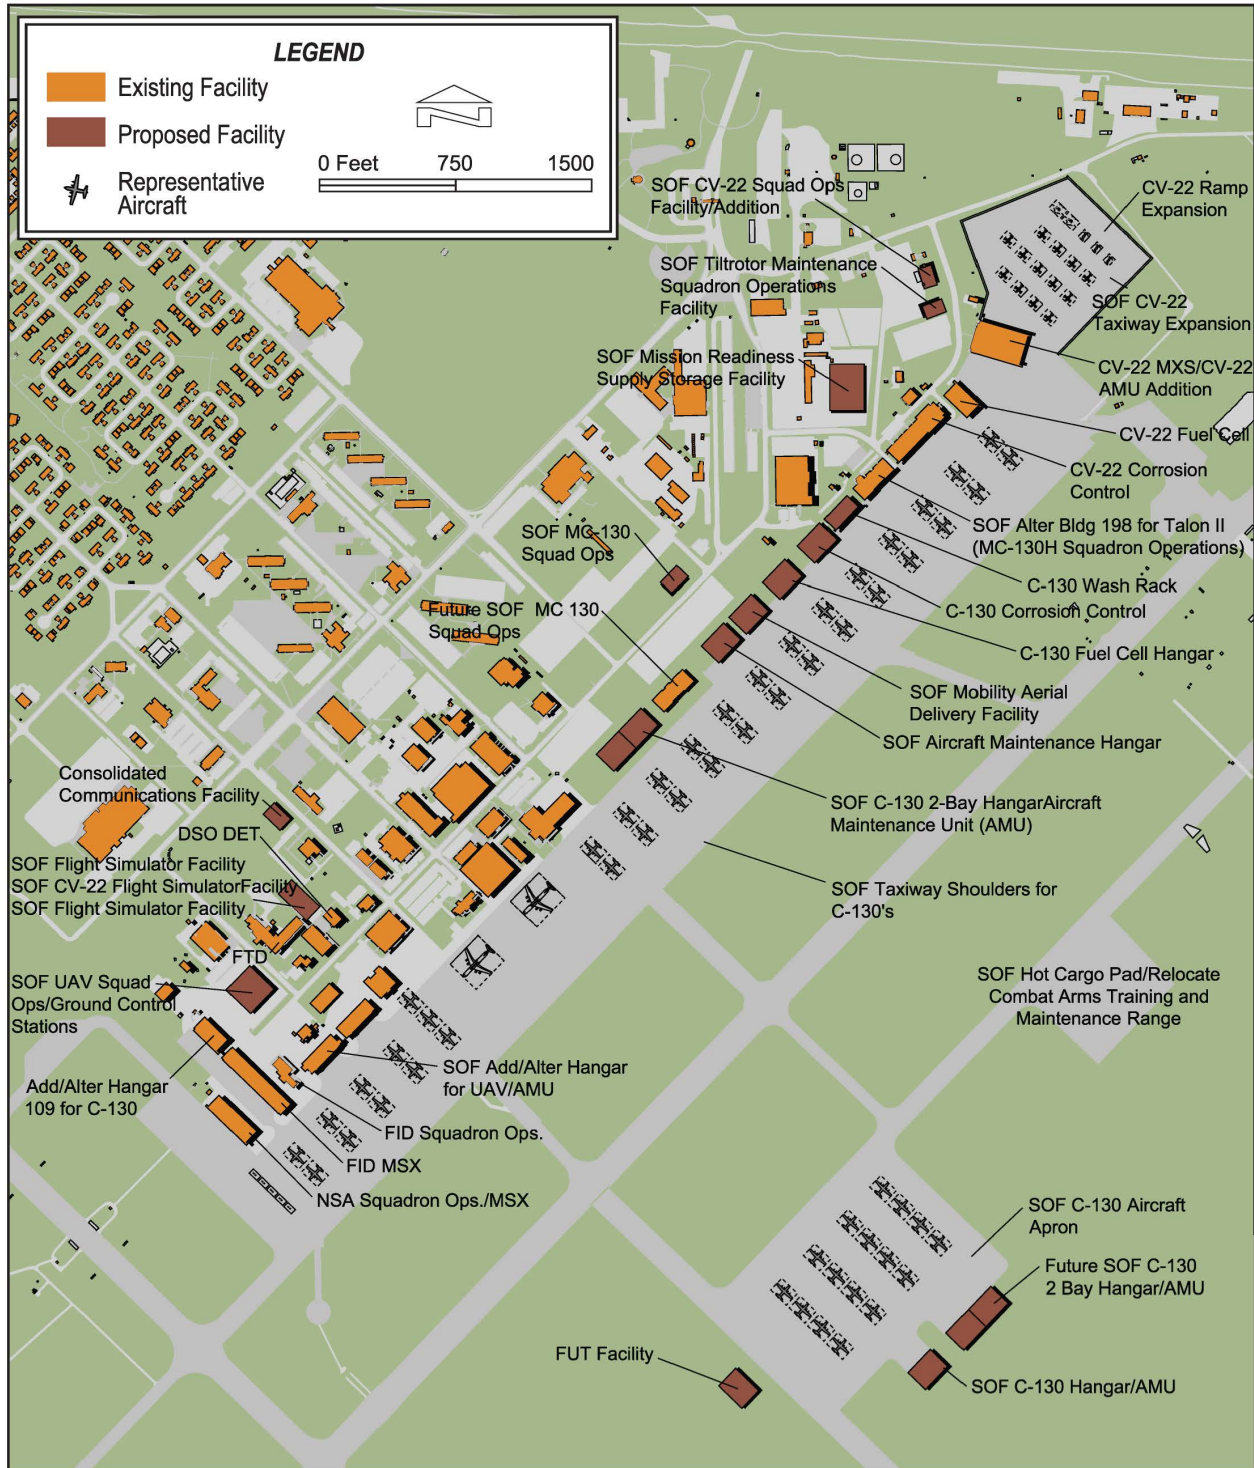 LEGEND
Existing Facility
Proposed Facility
Representative
Aircraft
N
0 Feet 750 1500
SOF CV-22 Squad Ops
Facility/Addition
CV-22 Ramp
Expansion
SOF Tiltrotor Maintenance
Squadron Operations
Facility
SOF CV-22
Taxiway Expansion
SOF Mission Readiness
Supply Storage Facility
CV-22 MXS/CV-22
AMU Addition
CV-22 Fuel Cell
CV-22 Corrosion
Control
SOF Alter Bldg 198 for Talon II
(MC-130H Squadron Operations)
SOF MC-130
Squad Ops
C-130 Wash Rack
C-130 Corrosion Control
Future SOF MC 130
Squad Ops
C-130 Fuel Cell Hangar
SOF Mobility Aerial
Delivery Facility
SOF Aircraft Maintenance Hangar
Consolidated
Communications Facility
SOF C-130 2-Bay HangarAircraft
Maintenance Unit (AMU)
DSO DET
SOF Flight Simulator Facility
SOF CV-22 Flight SimulatorFacility
SOF Flight Simulator Facility
SOF Taxiway Shoulders for
C-130's
FTD
SOF UAV Squad
Ops/Ground Control
Stations
SOF Hot Cargo Pad/Relocate
Combat Arms Training and
Maintenance Range
SOF Add/Alter Hangar
for UAV/AMU
Add/Alter Hangar
109 for C-130
FID Squadron Ops.
FID MSX
NSA Squadron Ops./MSX
SOF C-130 Aircraft
Apron
Future SOF C-130
2 Bay Hangar/AMU
FUT Facility
SOF C-130 Hangar/AMU